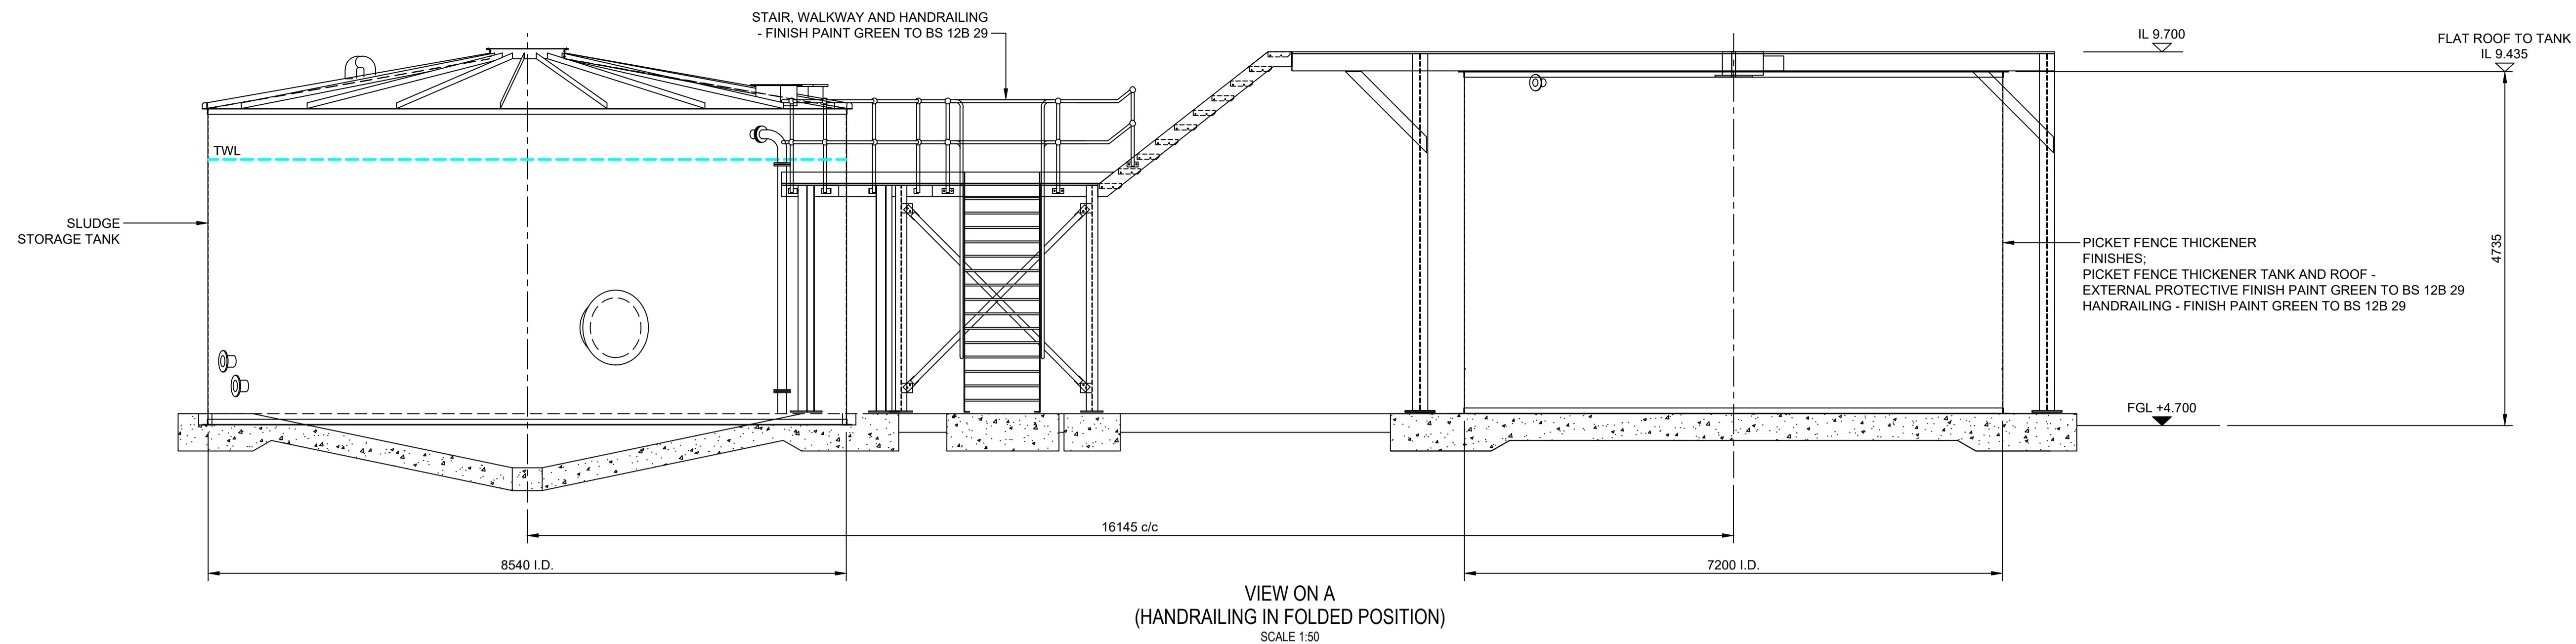 STAIR, WALKWAY AND HANDRAILING
- FINISH PAINT GREEN TO BS 12B 29
IL 9.700
FLAT ROOF TO TANK
IL 9.435
TWL
SLUDGE
STORAGE TANK
4735
PICKET FENCE THICKENER
FINISHES;
PICKET FENCE THICKENER TANK AND ROOF -
EXTERNAL PROTECTIVE FINISH PAINT GREEN TO BS 12B 29
HANDRAILING - FINISH PAINT GREEN TO BS 12B 29
FGL +4.700
16145 c/c
8540 I.D.
7200 I.D.
VIEW ON A
(HANDRAILING IN FOLDED POSITION)
SCALE 1:50